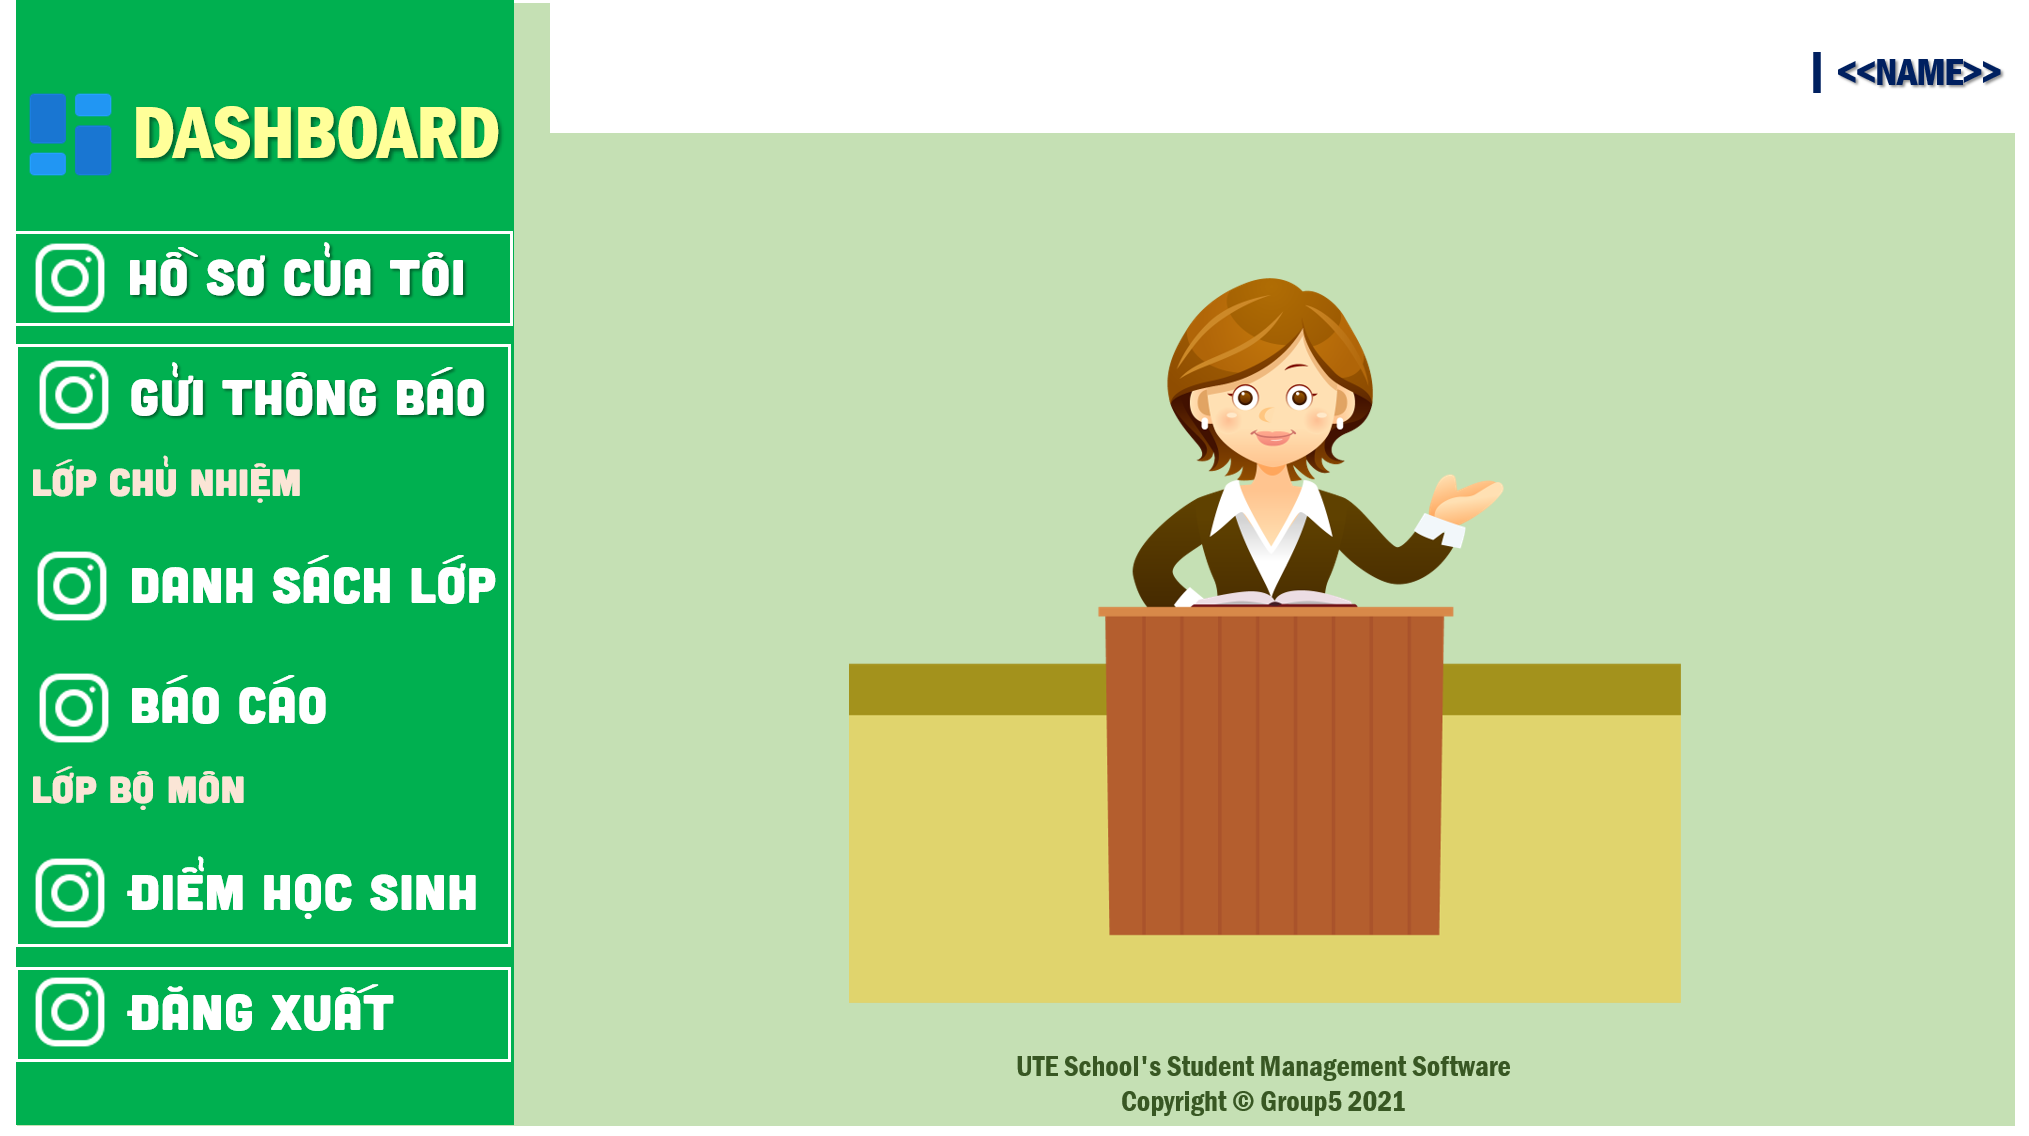 DASHBOARD
| <<NAME>>
HỒ SƠ CỦA TÔI
GỬI THÔNG BÁO
LỚP CHỦ NHIỆM
DANH SÁCH LỚP
BÁO CÁO
LỚP BỘ MÔN
ĐIỂM HỌC SINH
ĐĂNG XUẤT
UTE School's Student Management Software
Copyright © Group5 2021